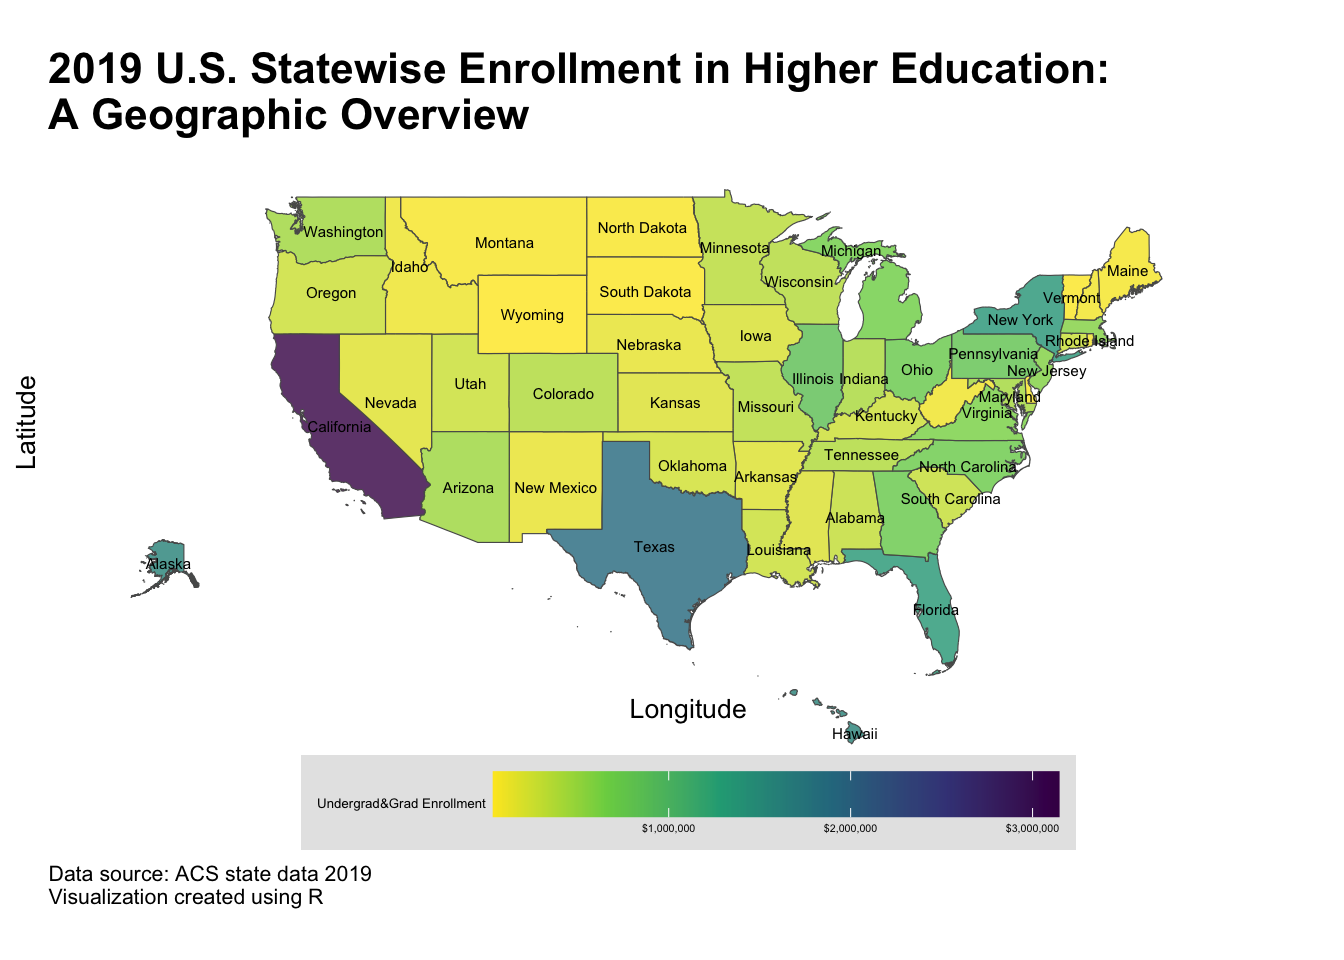 2019 U.S. Statewise Enrollment in Higher Education:
A Geographic Overview
Latitude
Washington
Montana
North Dakota
Minnesota
Michigan
Idaho
Maine
Oregon
South Dakota
Wisconsin
Vermont
Wyoming
New York
Nebraska
Iowa
Rhode Island
Pennsylvania
Utah
Colorado
Illinois
Indiana
Ohio
New Jersey
Nevada
Kansas
Missouri
Kentucky
Maryland
Virginia
California
Tennessee
North Carolina
Arizona
New Mexico
Oklahoma
Arkansas
South Carolina
Alabama
Texas
Louisiana
Alaska
Florida
Longitude
Hawaii
Undergrad&Grad Enrollment
$1,000,000
$2,000,000
$3,000,000
Data source: ACS state data 2019
Visualization created using R